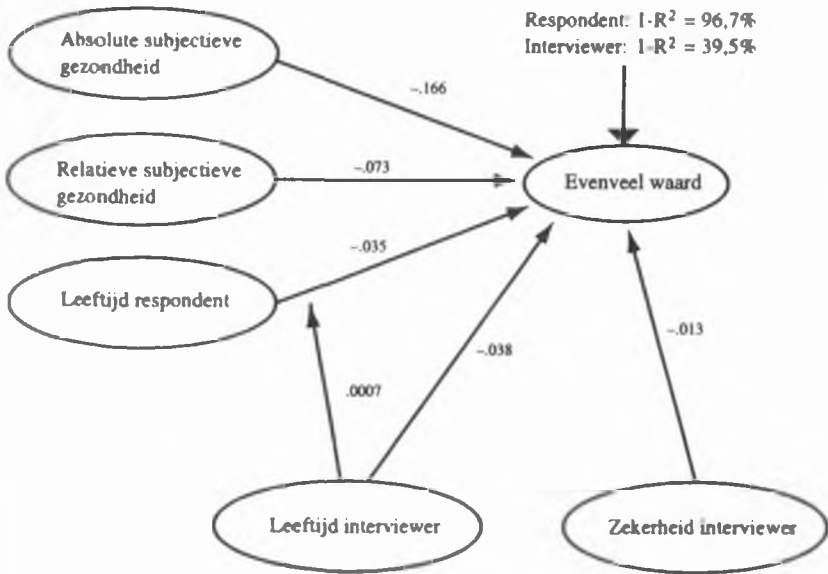 Respondent: 1-R² = 96,7%
Interviewer: 1-R² = 39,5%
Absolute subjectieve
gezondheid
-.166
Relatieve subjectieve
gezondheid
-.073
Evenveel waard
-.035
Leeftijd respondent
-.038
-.013
.0007
Leeftijd interviewer
Zekerheid interviewer